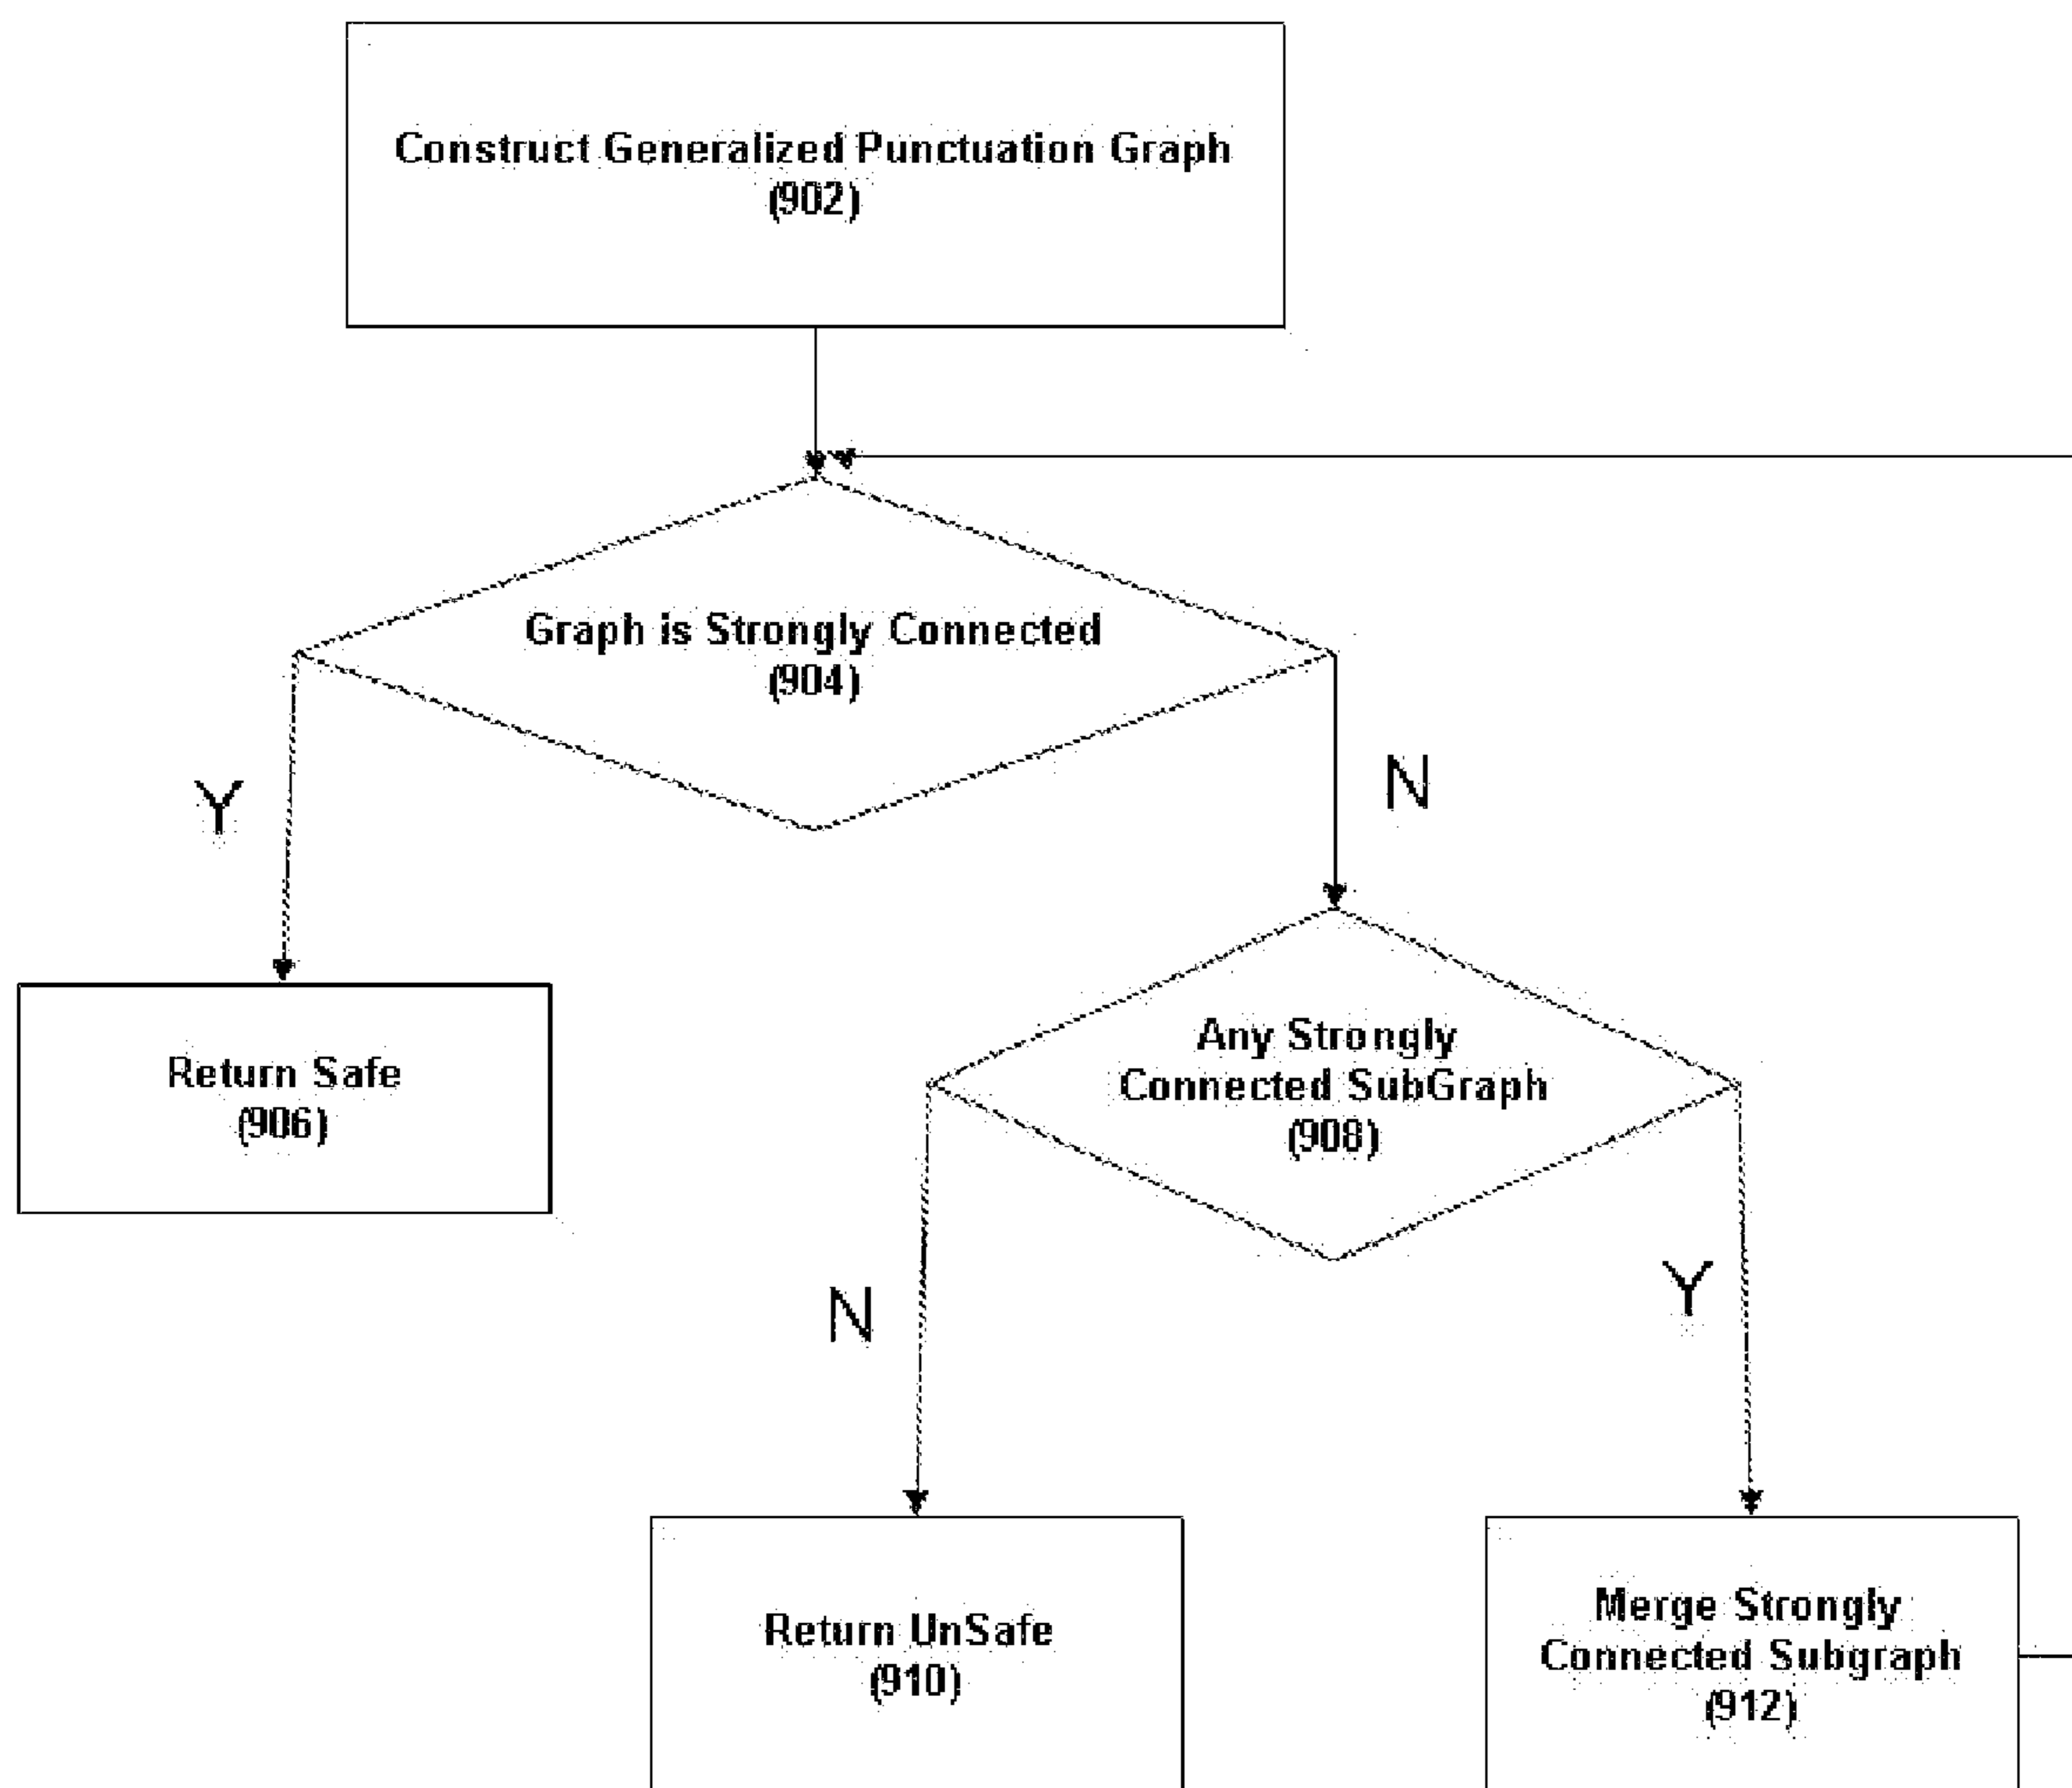 Construct Generalized Punctuation Graph
(902)
Graph is Strongly Connected
(904)
Y
N
Return Safe
(906)
Any Strongly
Connected SubGraph
(908)
N
Y
Return UnSafe
(910)
Merge Strongly
Connected Subgraph
(912)